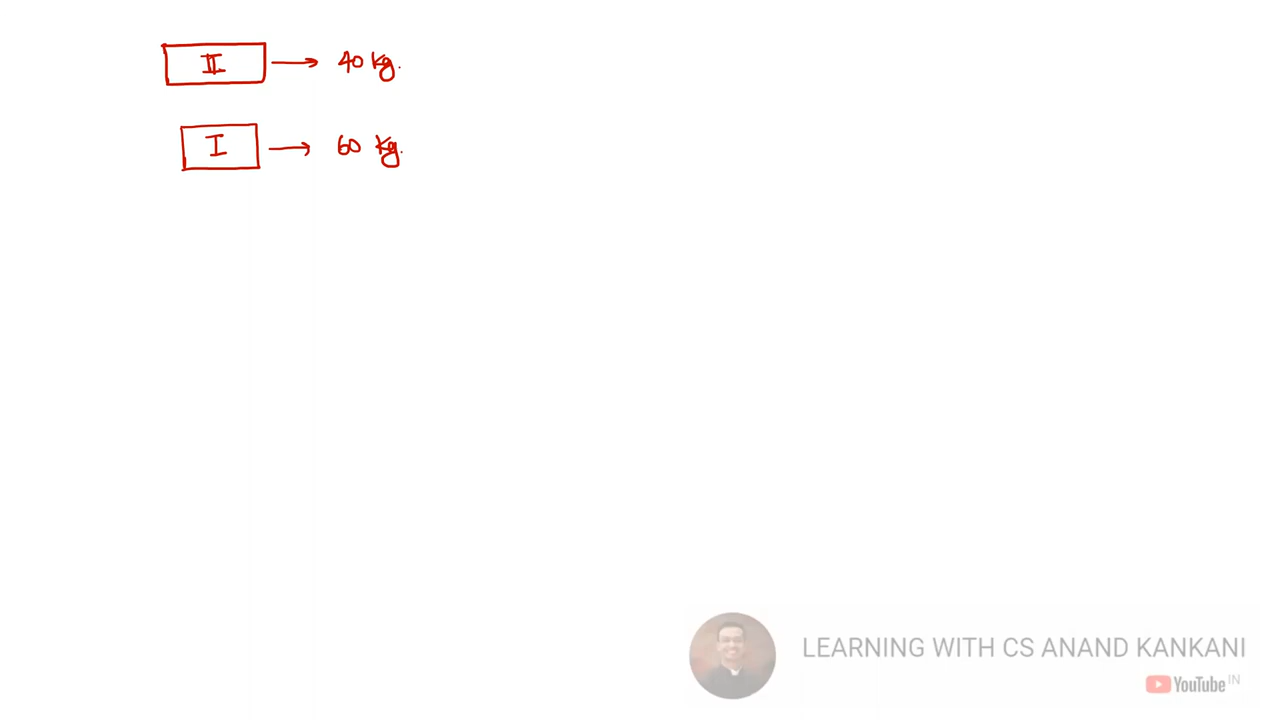 II → 40 kg.
I → 60 kg.
LEARNING WITH CS ANAND KANKANI
YouTube IN